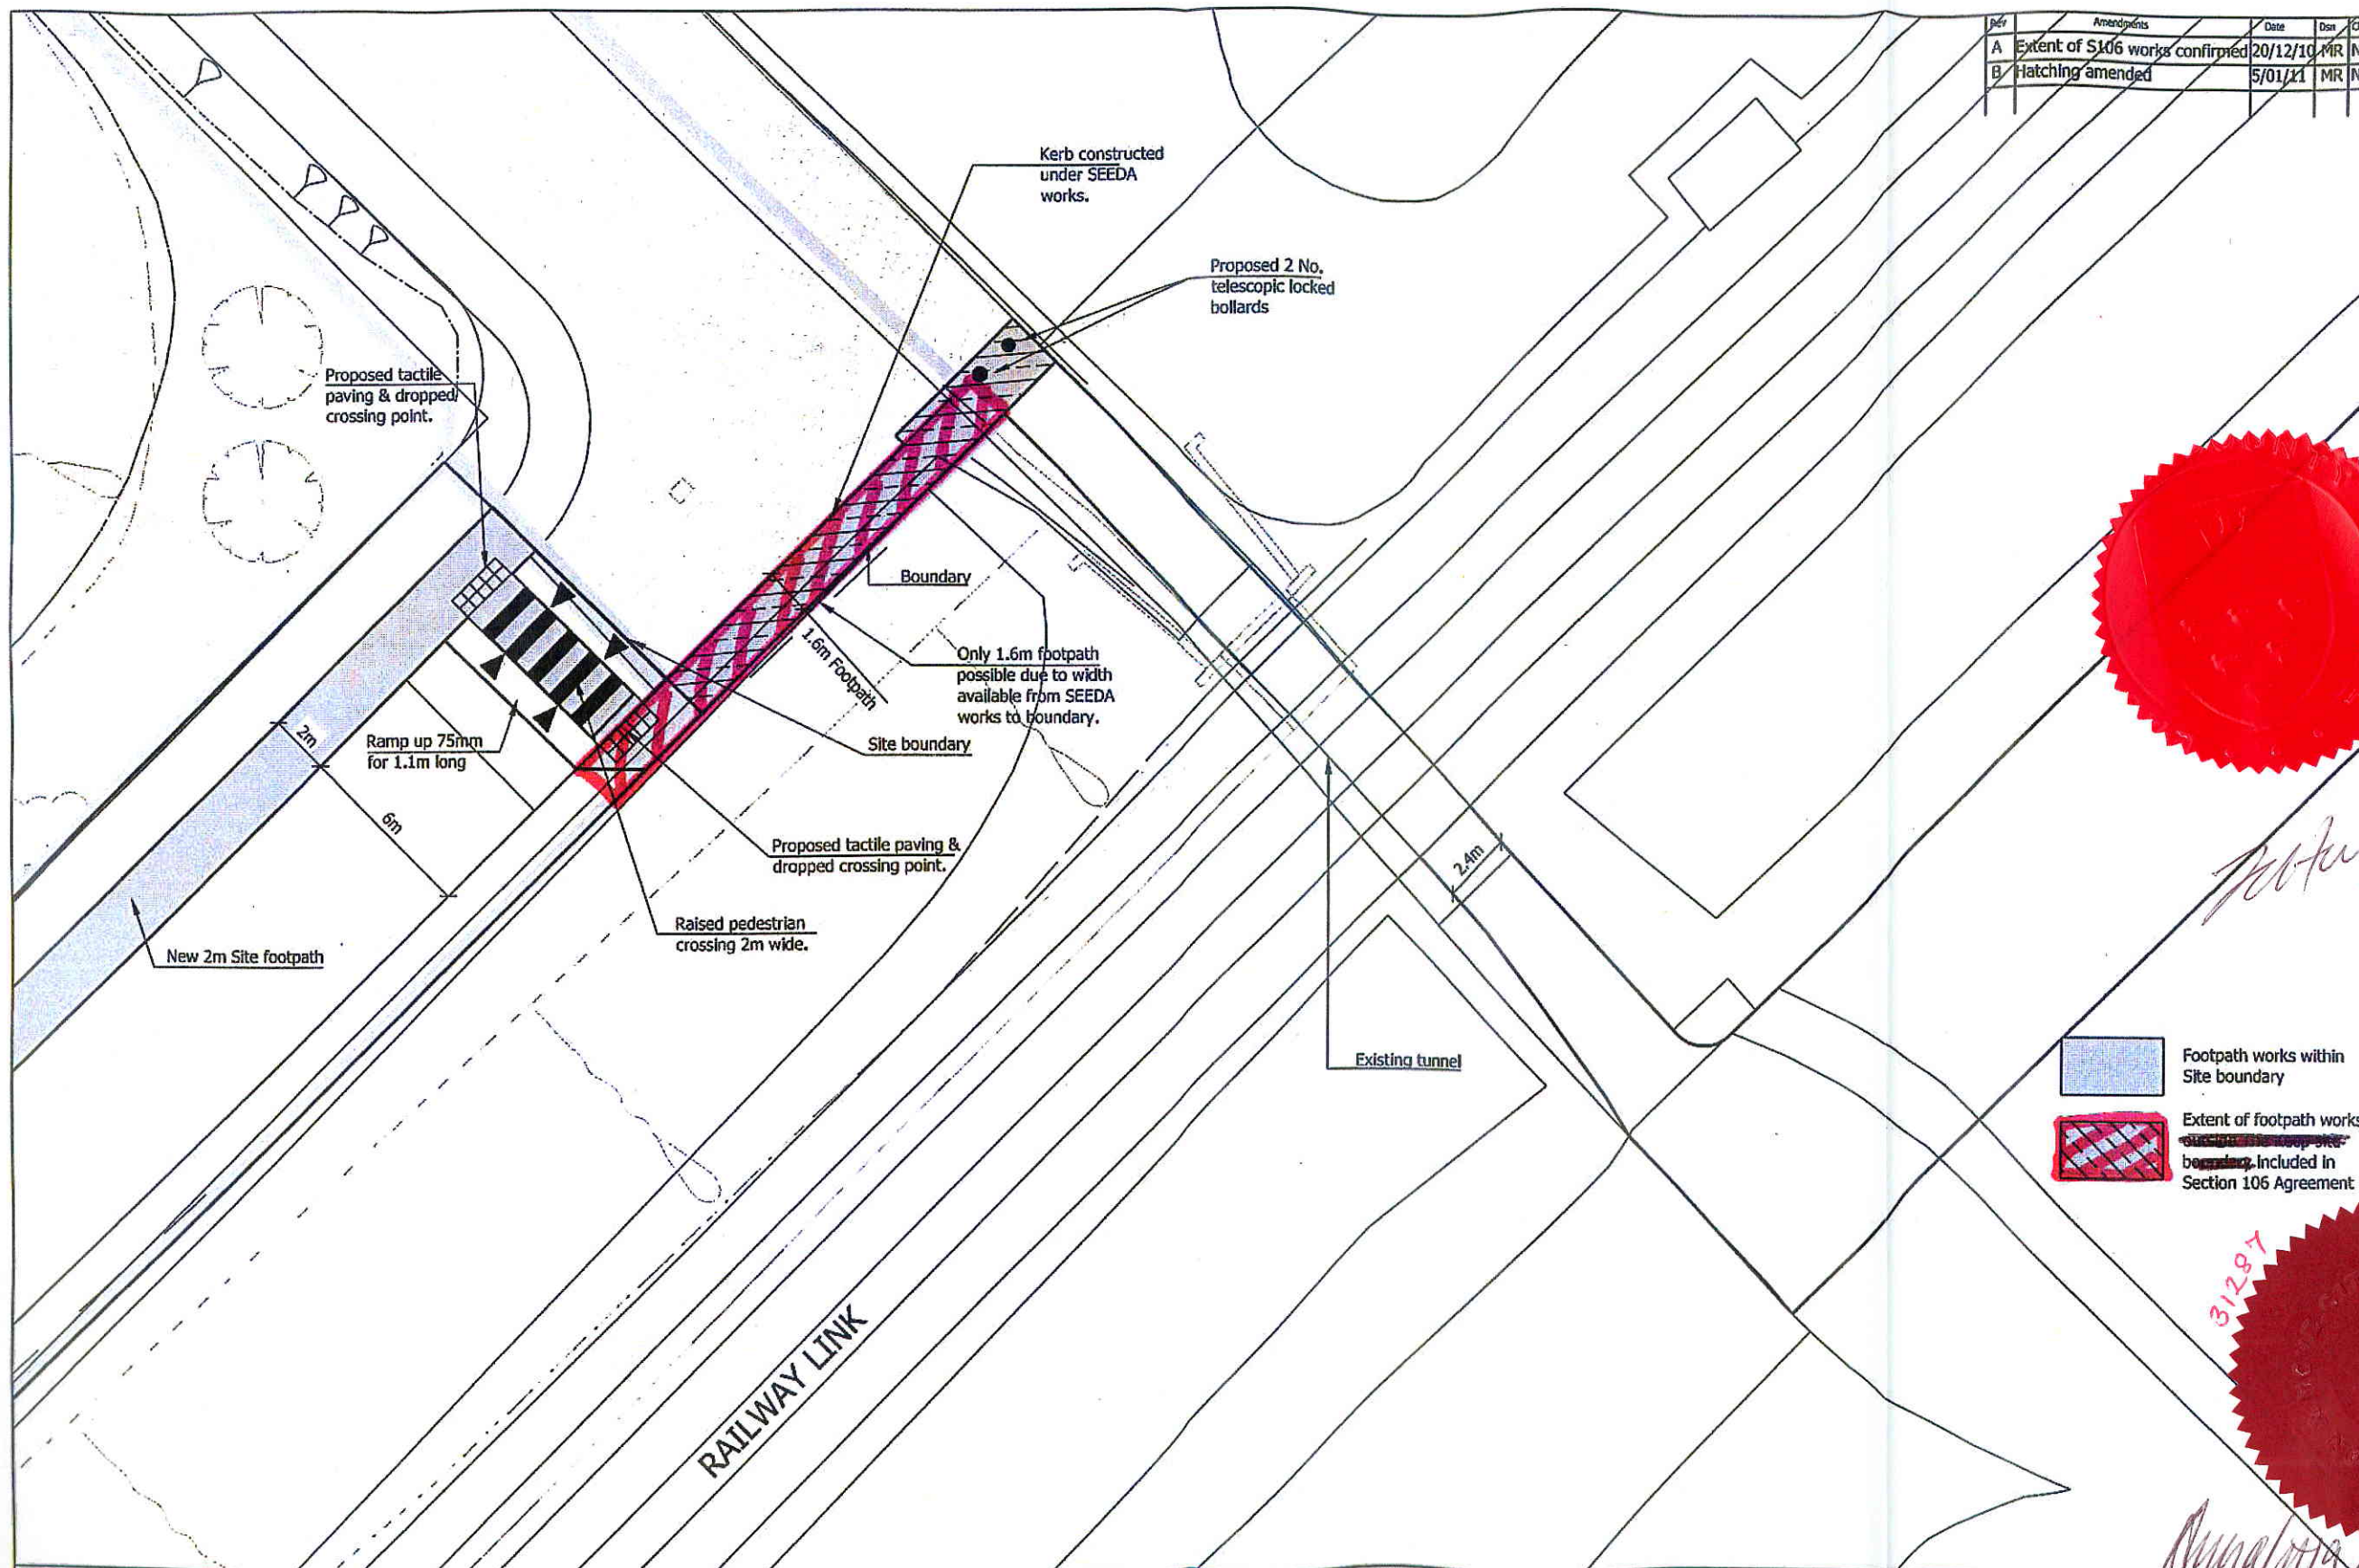 Rev Amendments Date Dsn
A Extent of S106 works confirmed 20/12/10 MR N
B Hatching amended 5/01/11 MR N
Kerb constructed
under SEEDA
works.
Proposed 2 No.
telescopic locked
bollards
Proposed tactile
paving & dropped
crossing point.
Boundary
1.6m Footpath
Only 1.6m footpath
possible due to width
available from SEEDA
works to boundary.
Site boundary
2m
Ramp up 75mm
for 1.1m long
6m
Proposed tactile paving &
dropped crossing point.
2.4m
Raised pedestrian
crossing 2m wide.
New 2m Site footpath
Existing tunnel
Footpath works within
Site boundary
Extent of footpath works
included in
Section 106 Agreement
31287
RAILWAY LINK